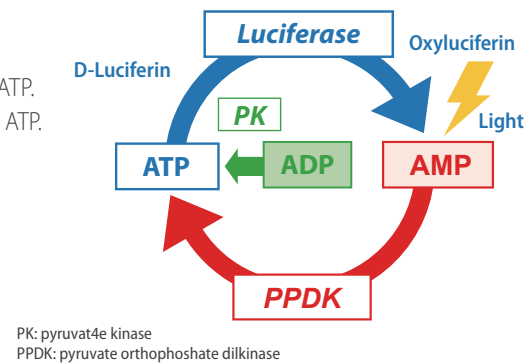 Luciferase
Oxyluciferin
D-Luciferin
ATP.
ATP.
PK
Light
ATP
ADP
AMP
PPDK
PK: pyruvat4e kinase
PPDK: pyruvate orthophoshate dilkinase